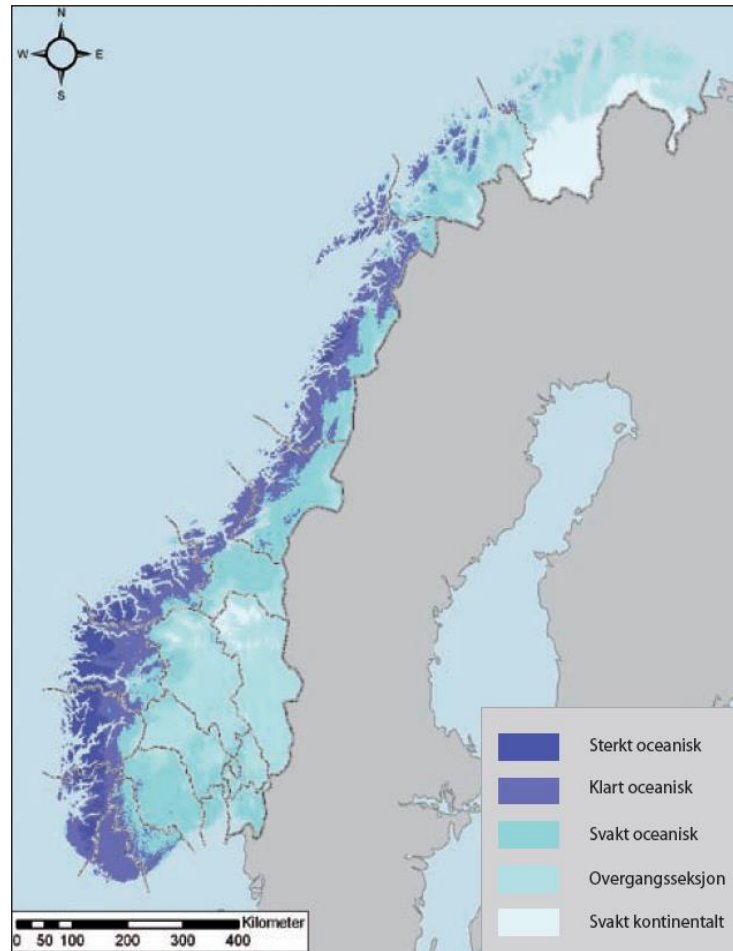 N
W E
S
Sterkt oceanisk
Klart oceanisk
Svakt oceanisk
Overgangsseksjon
Svakt kontinentalt
Kilometer
0 50 100 200 300 400